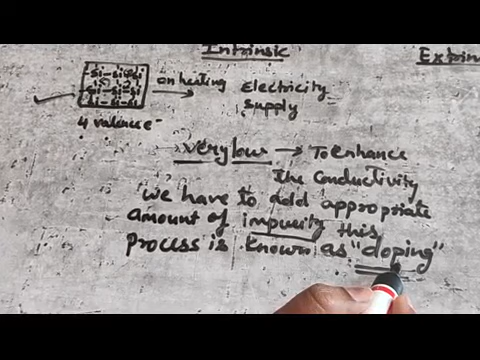 Intrinsic
Extrin
-Si-Si-Si
-Si-Si-Si
Si-Si-Si
on heating → Electricity
Supply
4 valence e-
very low → To enhance
the Conductivity
we have to add appropriate
amount of impurity this
process is known as "doping"